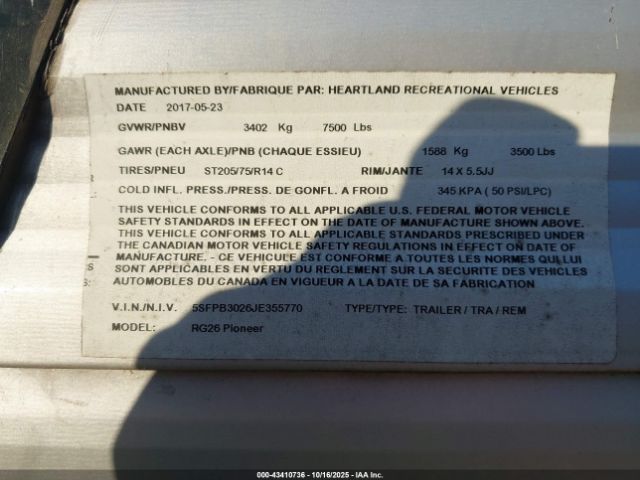 MANUFACTURED BY/FABRIQUE PAR: HEARTLAND RECREATIONAL VEHICLES
DATE 2017-05-23
GVWR/PNBV 3402 Kg 7500 Lbs
GAWR (EACH AXLE)/PNB (CHAQUE ESSIEU) 1588 Kg 3500 Lbs
TIRES/PNEU ST205/75/R14 C RIM/JANTE 14 X 5.5JJ
COLD INFL. PRESS./PRESS. DE GONFL. A FROID 345 KPA ( 50 PSI/LPC)
THIS VEHICLE CONFORMS TO ALL APPLICABLE U.S. FEDERAL MOTOR VEHICLE
SAFETY STANDARDS IN EFFECT ON THE DATE OF MANUFACTURE SHOWN ABOVE.
THIS VEHICLE CONFORMS TO ALL APPLICABLE STANDARDS PRESCRIBED UNDER
THE CANADIAN MOTOR VEHICLE SAFETY REGULATIONS IN EFFECT ON DATE OF
MANUFACTURE. - CE VEHICULE EST CONFORME A TOUTES LES NORMES QUI LUI
SONT APPLICABLES EN VERTU DU REGLEMENT SUR LA SECURITE DES VEHICLES
AUTOMOBILES DU CANADA EN VIGUEUR A LA DATE DE SA FABRICATION
S
S:
V.I.N./N.I.V. 5SFPB3026JE355770 TYPE/TYPE: TRAILER / TRA / REM
MODEL: RG26 Pioneer
000-43410736 - 10/16/2025 - IAA Inc.